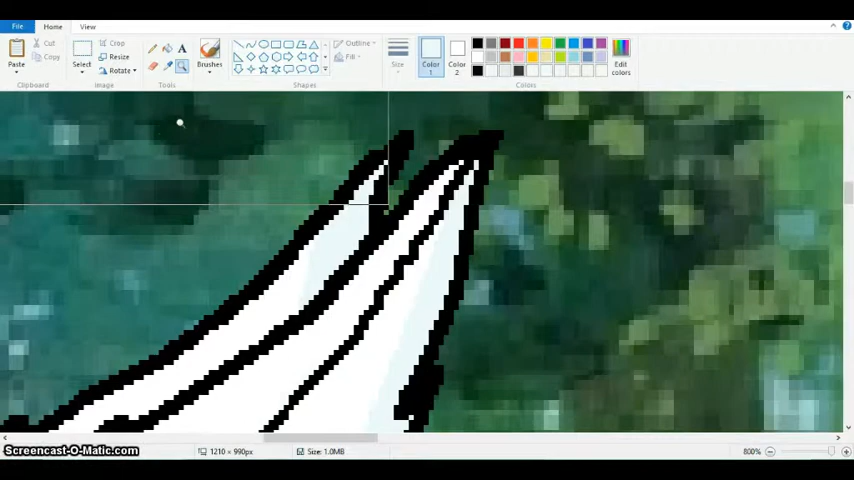 File Home View
Paste
Cut
Copy
Clipboard
Select
Crop
Resize
Rotate
Image
A
Tools
Brushes
Outline
Fill
Shapes
Size
Color 1
Color 2
Edit colors
Colors
Screencast-O-Matic.com
1210 × 990px
Size: 1.0MB
800%